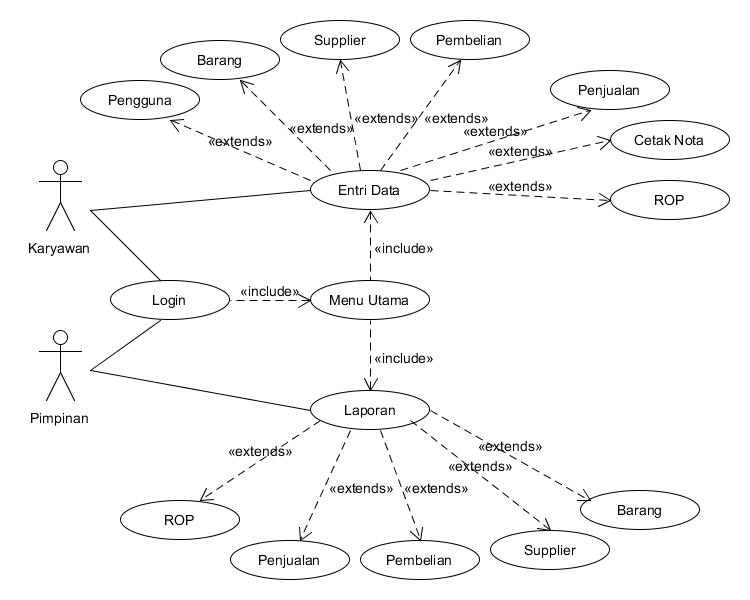 Supplier
Pembelian
Barang
Penjualan
Pengguna
«extends»
«extends»
«extends»
«extends»
«extends»
«extends»
«extends»
Cetak Nota
Entri Data
ROP
Karyawan
«include»
Login
«include»
Menu Utama
«include»
Pimpinan
Laporan
«extends»
«extends»
«extends»
«extends»
«extends»
ROP
Barang
Penjualan
Pembelian
Supplier